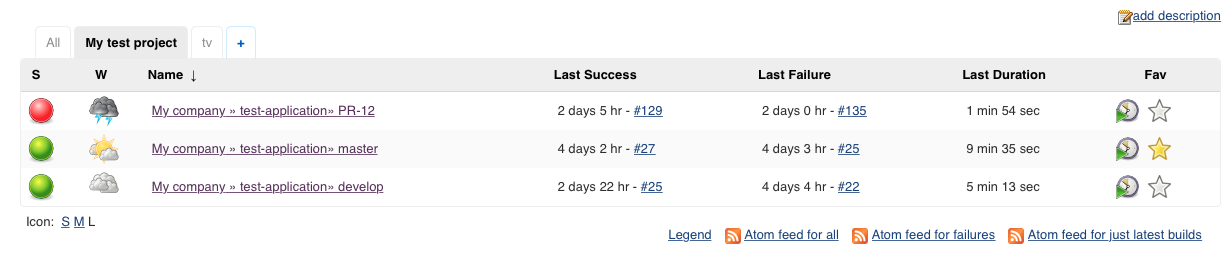 add description
All My test project tv +
S W Name ↓ Last Success Last Failure Last Duration Fav
My company » test-application» PR-12 2 days 5 hr - #129 2 days 0 hr - #135 1 min 54 sec
My company » test-application» master 4 days 2 hr - #27 4 days 3 hr - #25 9 min 35 sec
My company » test-application» develop 2 days 22 hr - #25 4 days 4 hr - #22 5 min 13 sec
Icon: S M L
Legend Atom feed for all Atom feed for failures Atom feed for just latest builds